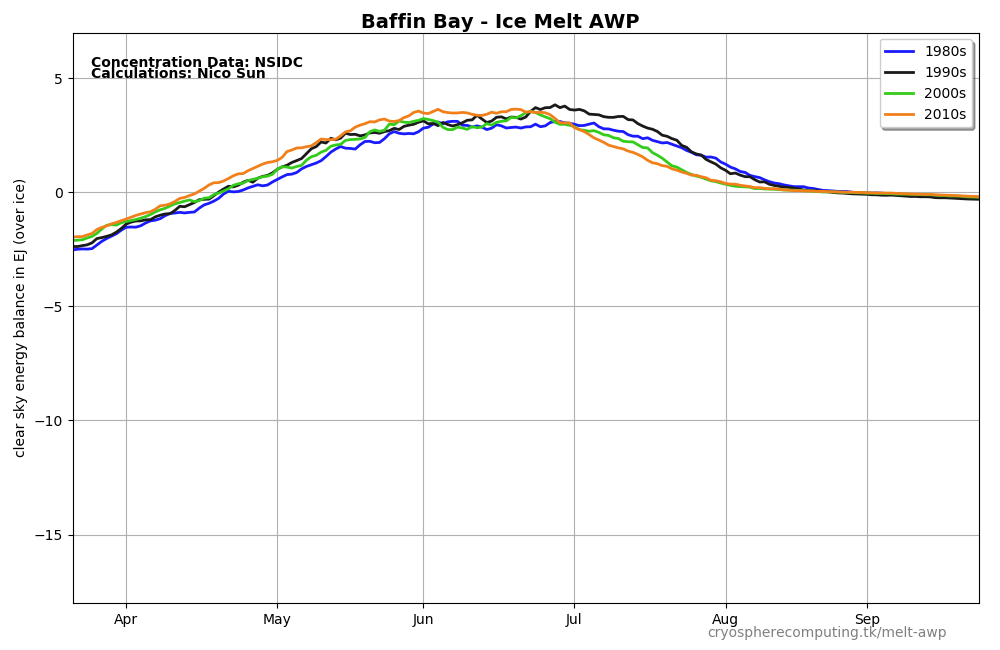 Baffin Bay - Ice Melt AWP
Concentration Data: NSIDC
Calculations: Nico Sun
1980s
1990s
2000s
2010s
clear sky energy balance in EJ (over ice)
5
0
−5
−10
−15
Apr May Jun Jul Aug Sep
cryospherecomputing.tk/melt-awp